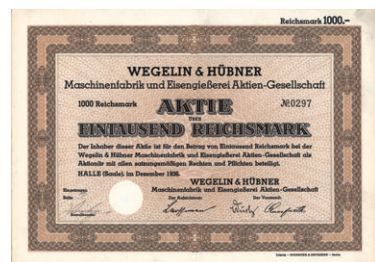 Reichsmark 1000.–
WEGELIN & HÜBNER
Maschinenfabrik und Eisengießerei Aktien-Gesellschaft
1000 Reichsmark AKTIE №0297
ÜBER
EINTAUSEND REICHSMARK
Der Inhaber dieser Aktie ist für den Betrag von Eintausend Reichsmark bei der
Wegelin & Hübner Maschinenfabrik und Eisengießerei Aktien-Gesellschaft als
Aktionär mit allen satzungsmäßigen Rechten und Pflichten beteiligt.
HALLE (Saale), im Dezember
WEGELIN & HÜBNER
Maschinenfabrik und Eisengießerei Aktien-Gesellschaft
Der Aufsichtsrat: Der Vorstand: